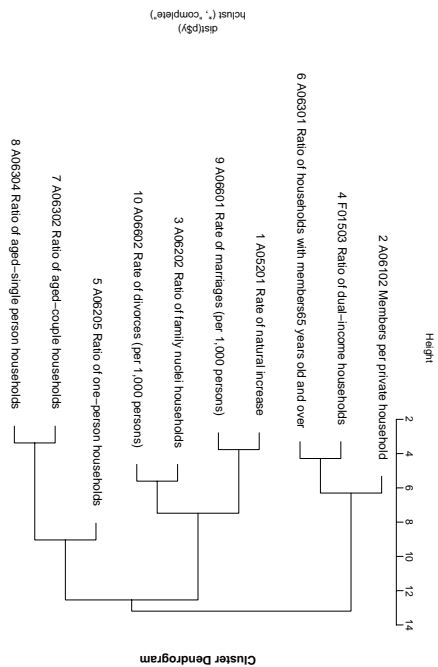 Cluster Dendrogram
Height
2
4
6
8
10
12
14
2 A06102 Members per private household
4 F01503 Ratio of dual−income households
6 A06301 Ratio of households with members65 years old and over
1 A05201 Rate of natural increase
9 A06601 Rate of marriages (per 1,000 persons)
3 A06202 Ratio of family nuclei households
10 A06602 Rate of divorces (per 1,000 persons)
5 A06205 Ratio of one−person households
7 A06302 Ratio of aged−couple households
8 A06304 Ratio of aged−single person households
dist(p$y)
hclust (*, "complete")